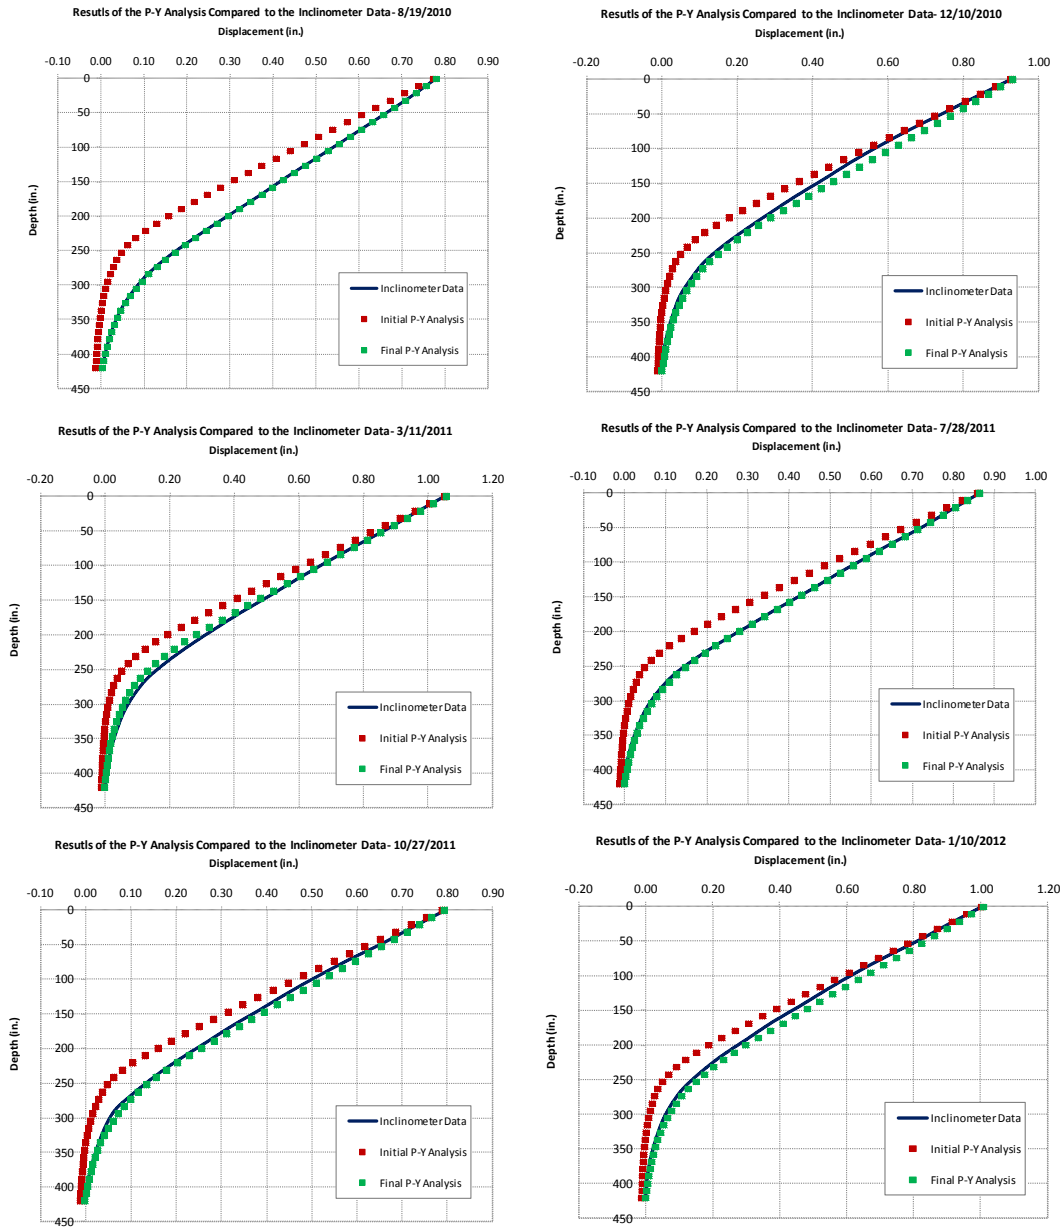 Resutls of the P-Y Analysis Compared to the Inclinometer Data- 8/19/2010
Displacement (in.)
-0.10 0.00 0.10 0.20 0.30 0.40 0.50 0.60 0.70 0.80 0.90
0
50
100
150
200
250
300
350
400
450
Depth (in.)
Inclinometer Data
Initial P-Y Analysis
Final P-Y Analysis
Resutls of the P-Y Analysis Compared to the Inclinometer Data- 12/10/2010
Displacement (in.)
-0.20 0.00 0.20 0.40 0.60 0.80 1.00
0
50
100
150
200
250
300
350
400
450
Depth (in.)
Inclinometer Data
Initial P-Y Analysis
Final P-Y Analysis
Resutls of the P-Y Analysis Compared to the Inclinometer Data- 3/11/2011
Displacement (in.)
-0.20 0.00 0.20 0.40 0.60 0.80 1.00 1.20
0
50
100
150
200
250
300
350
400
450
Depth (in.)
Inclinometer Data
Initial P-Y Analysis
Final P-Y Analysis
Resutls of the P-Y Analysis Compared to the Inclinometer Data- 7/28/2011
Displacement (in.)
-0.10 0.00 0.10 0.20 0.30 0.40 0.50 0.60 0.70 0.80 0.90 1.00
0
50
100
150
200
250
300
350
400
450
Depth (in.)
Inclinometer Data
Initial P-Y Analysis
Final P-Y Analysis
Resutls of the P-Y Analysis Compared to the Inclinometer Data- 10/27/2011
Displacement (in.)
-0.10 0.00 0.10 0.20 0.30 0.40 0.50 0.60 0.70 0.80 0.90
0
50
100
150
200
250
300
350
400
450
Depth (in.)
Inclinometer Data
Initial P-Y Analysis
Final P-Y Analysis
Resutls of the P-Y Analysis Compared to the Inclinometer Data- 1/10/2012
Displacement (in.)
-0.20 0.00 0.20 0.40 0.60 0.80 1.00 1.20
0
50
100
150
200
250
300
350
400
450
Depth (in.)
Inclinometer Data
Initial P-Y Analysis
Final P-Y Analysis